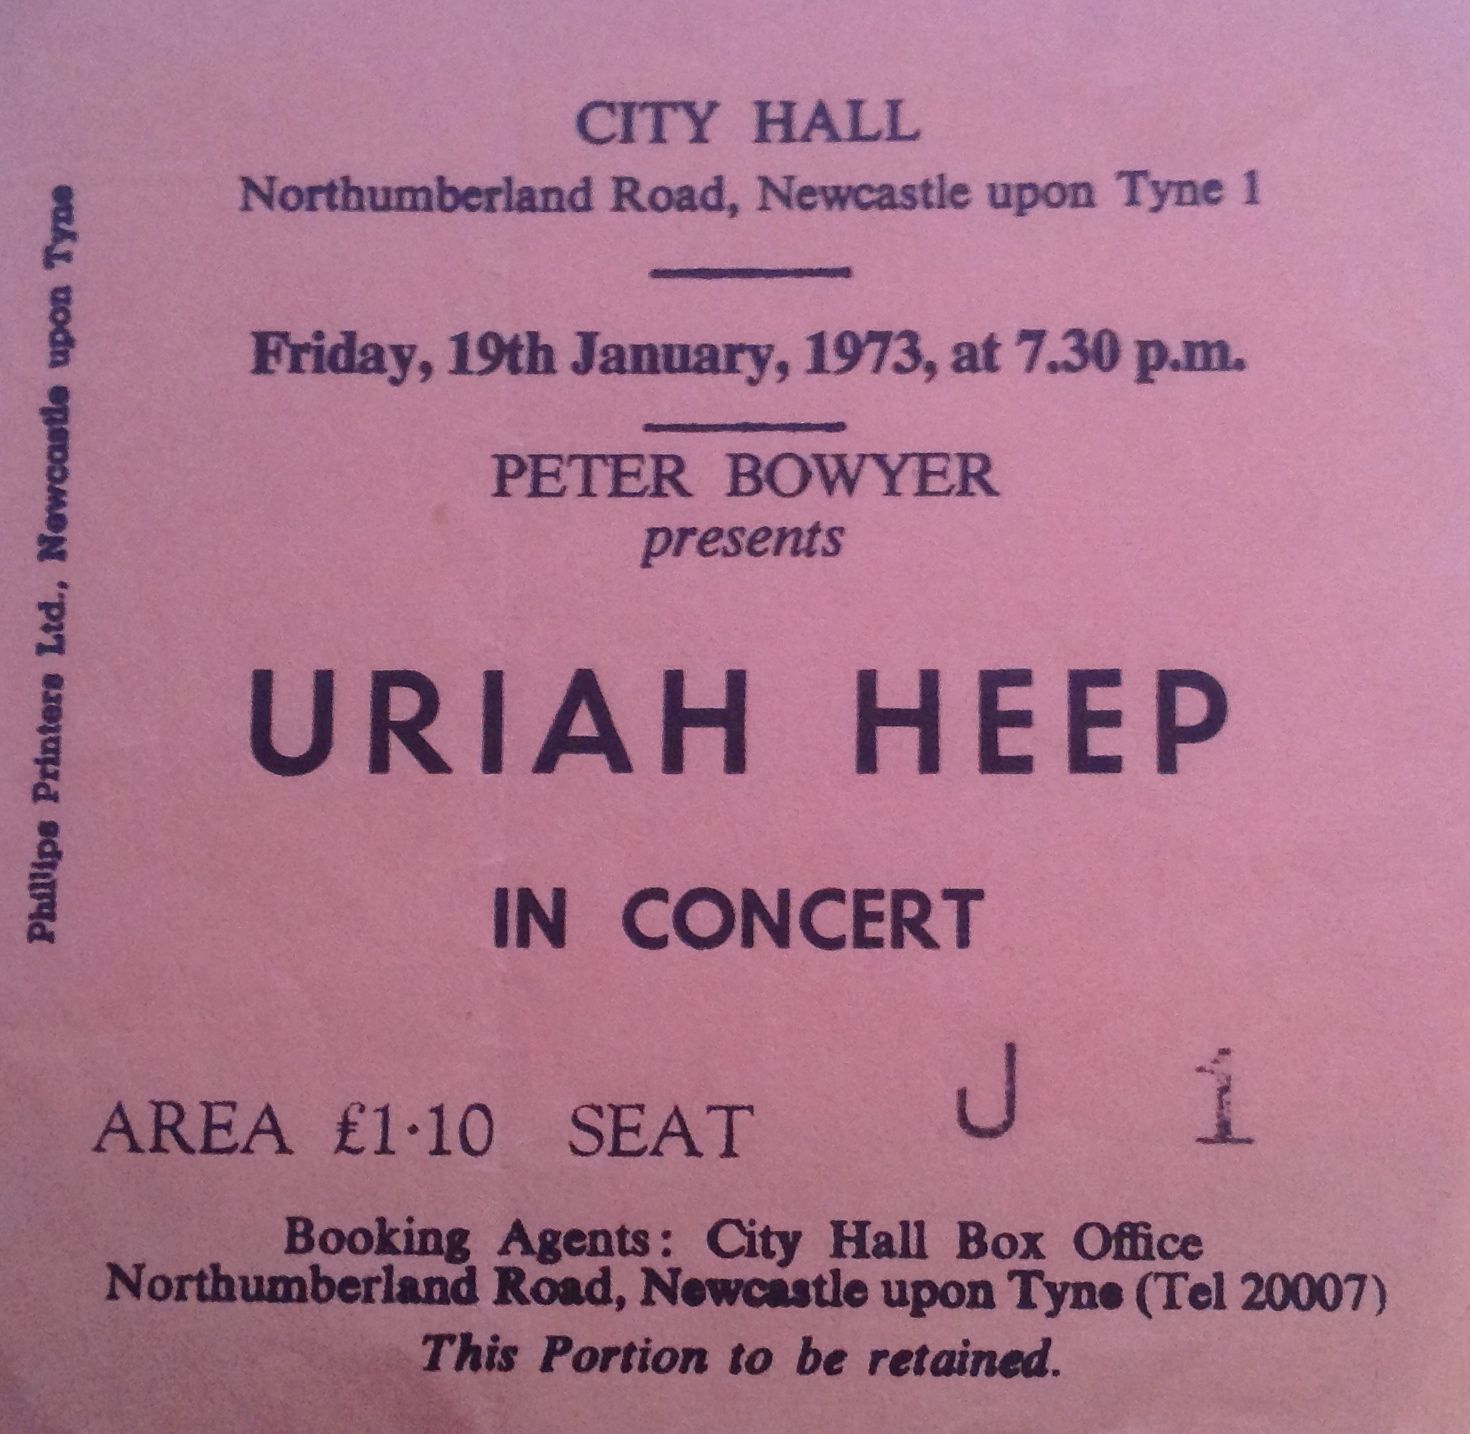 CITY HALL
Northumberland Road, Newcastle upon Tyne 1
Friday, 19th January, 1973, at 7.30 p.m.
PETER BOWYER
presents
URIAH HEEP
IN CONCERT
AREA £1·10 SEAT J 1
Booking Agents: City Hall Box Office
Northumberland Road, Newcastle upon Tyne (Tel 20007)
This Portion to be retained.
Phillips Printers Ltd., Newcastle upon Tyne